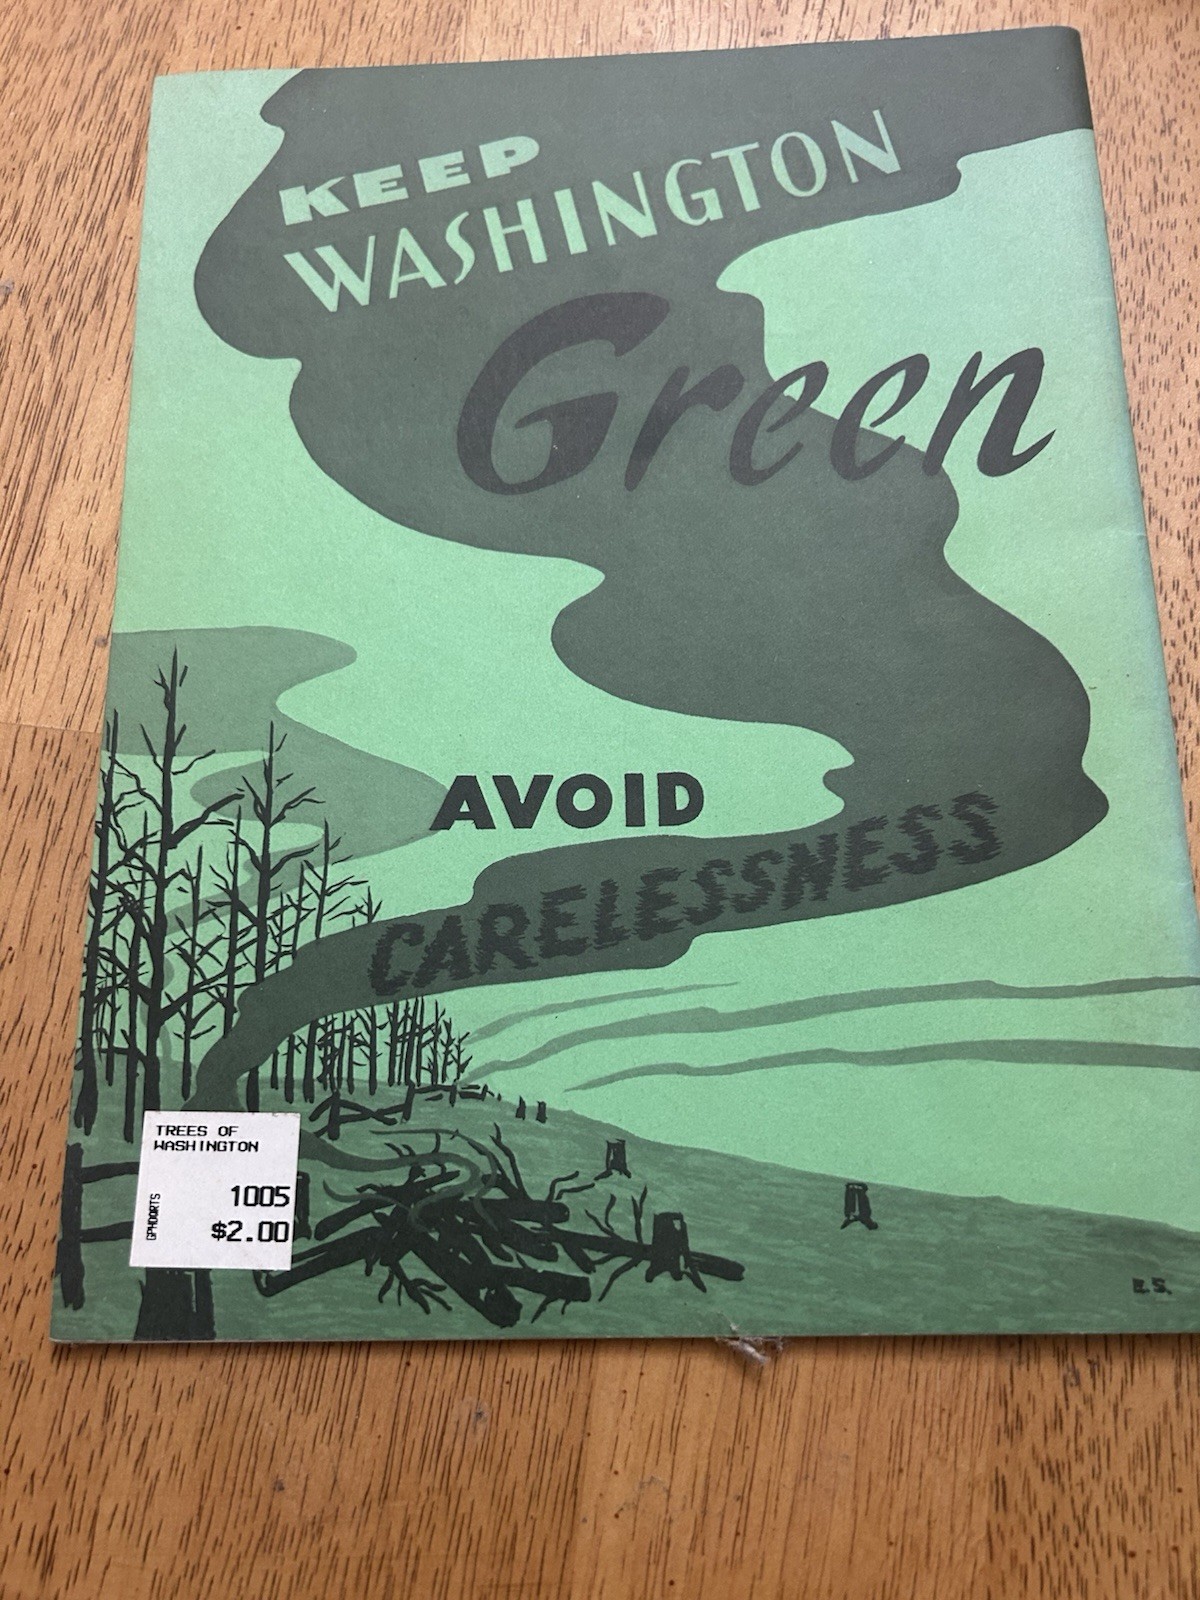 KEEP
WASHINGTON
Green
AVOID
CARELESSNESS
TREES OF
WASHINGTON
1005
$2.00
E.S.